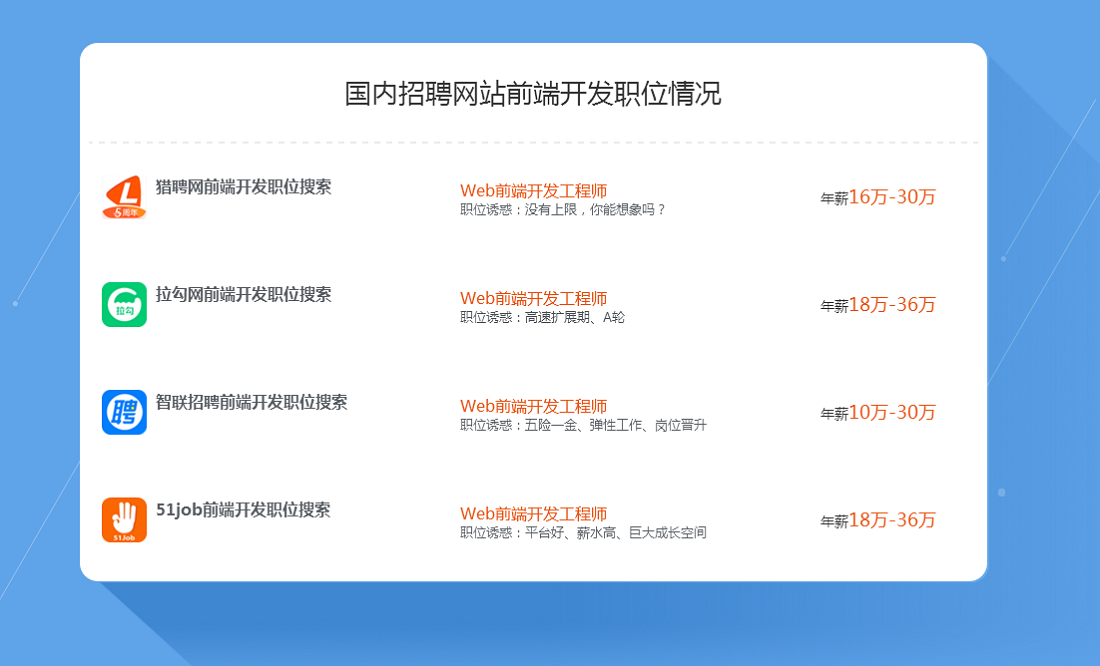 国内招聘网站前端开发职位情况
L
5周年
猎聘网前端开发职位搜索
Web前端开发工程师
职位诱惑：没有上限，你能想象吗？
年薪16万-30万
拉勾
拉勾网前端开发职位搜索
Web前端开发工程师
职位诱惑：高速扩展期、A轮
年薪18万-36万
聘
智联招聘前端开发职位搜索
Web前端开发工程师
职位诱惑：五险一金、弹性工作、岗位晋升
年薪10万-30万
51Job
51job前端开发职位搜索
Web前端开发工程师
职位诱惑：平台好、薪水高、巨大成长空间
年薪18万-36万